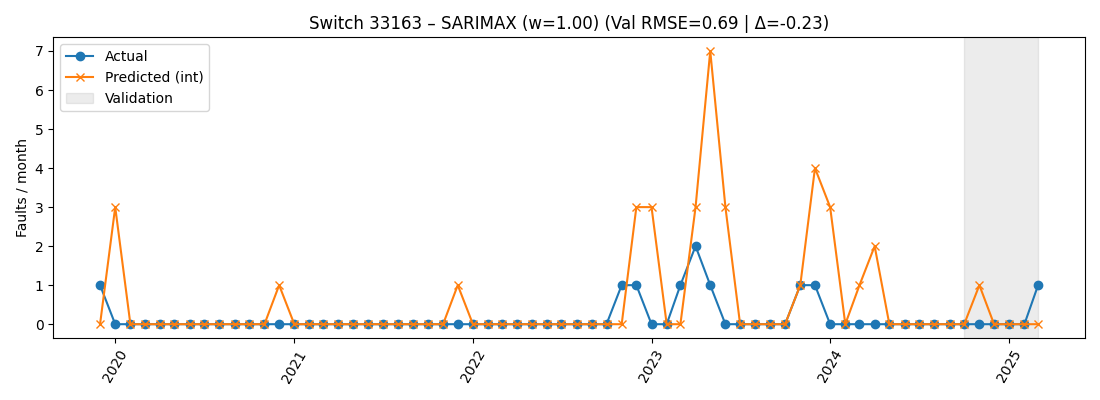 Switch 33163 – SARIMAX (w=1.00) (Val RMSE=0.69 | Δ=-0.23)
Actual
Predicted (int)
Validation
Faults / month
7
6
5
4
3
2
1
0
2020
2021
2022
2023
2024
2025